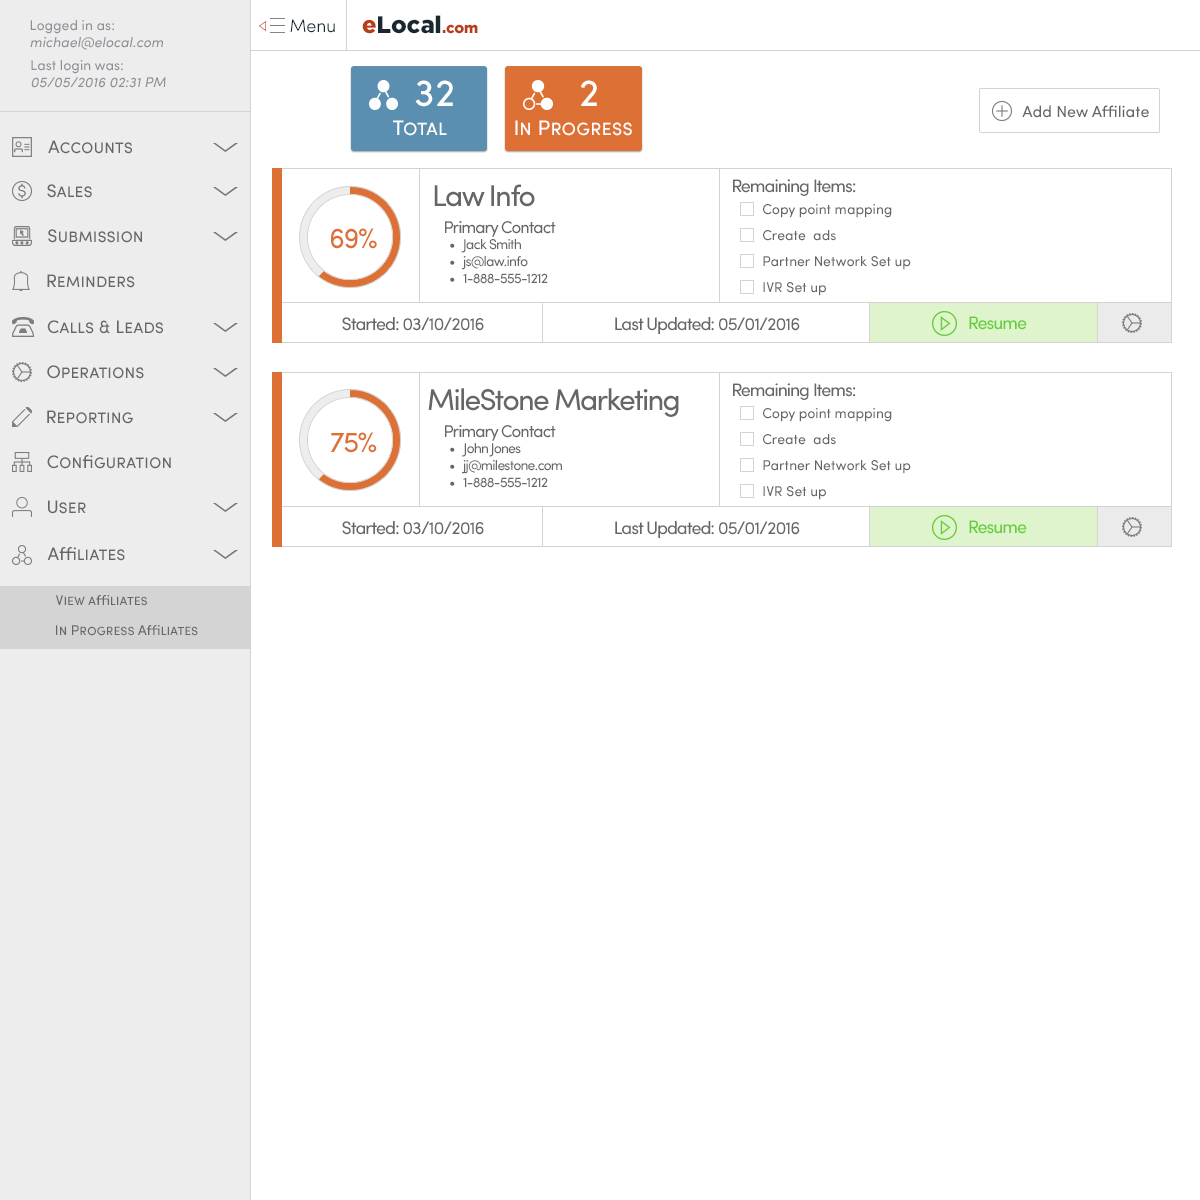 Logged in as:
michael@elocal.com
Last login was:
05/05/2016 02:31 PM
Accounts
Sales
Submission
Reminders
Calls & Leads
Operations
Reporting
Configuration
User
Affiliates
View Affiliates
In Progress Affiliates
Menu
eLocal.com
32
Total
2
In Progress
Add New Affiliate
69%
Law Info
Primary Contact
• Jack Smith
• js@law.info
• 1-888-555-1212
Remaining Items:
Copy point mapping
Create ads
Partner Network Set up
IVR Set up
Started: 03/10/2016
Last Updated: 05/01/2016
Resume
75%
MileStone Marketing
Primary Contact
• John Jones
• jj@milestone.com
• 1-888-555-1212
Remaining Items:
Copy point mapping
Create ads
Partner Network Set up
IVR Set up
Started: 03/10/2016
Last Updated: 05/01/2016
Resume